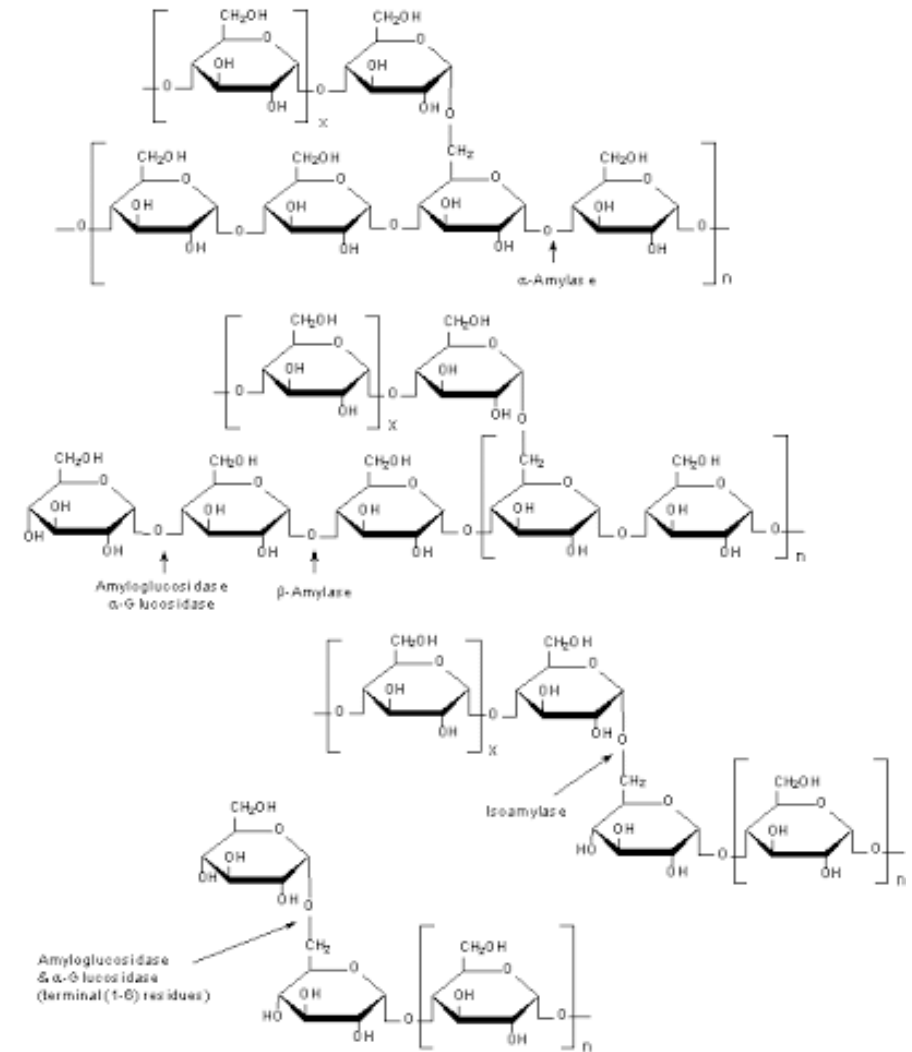 CH₂OH CH₂OH
O O
OH OH
O O
OH OH O
x
CH₂OH CH₂OH CH₂ CH₂OH
O O O O
OH OH OH OH
O O O O O
OH OH OH OH
α-Amylase
n
CH₂OH CH₂OH
O O
OH OH
O O
OH OH O
x
CH₂OH CH₂OH CH₂OH CH₂ CH₂OH
O O O O O
OH OH OH OH OH
OH O O O O O
OH OH OH OH OH
n
Amyloglucosidase
α-Glucosidase
β-Amylase
CH₂OH CH₂OH
O O
OH OH
O O
OH OH O
x
Isoamylase
CH₂ CH₂OH
O O
OH OH
HO O O
OH OH
n
CH₂OH
O
OH
OH OH
O
Amyloglucosidase
& α-Glucosidase
(terminal (1-6) residues)
CH₂ CH₂OH
O O
OH OH
HO O O
OH OH
n